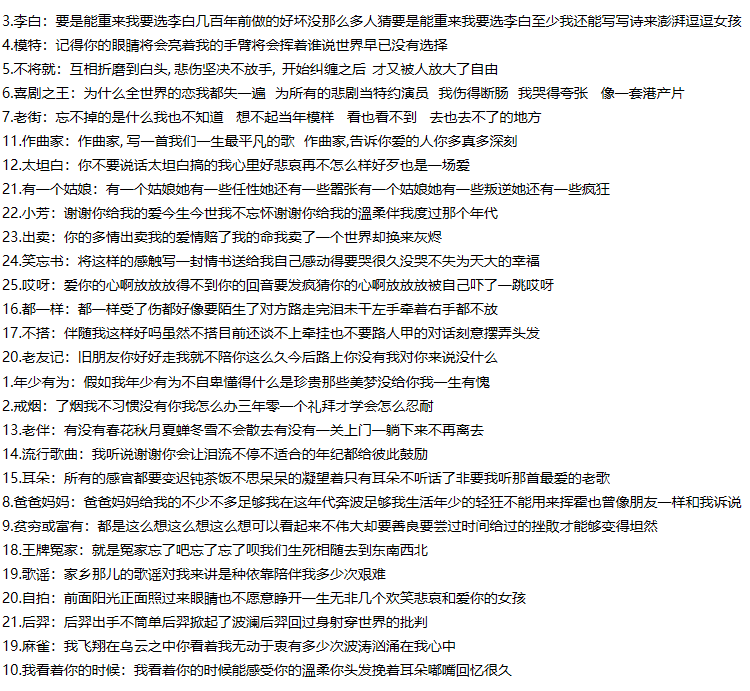 3.李白：要是能重来我要选李白几百年前做的好坏没那么多人猜要是能重来我要选李白至少我还能写写诗来澎湃逗逗女孩
4.模特：记得你的眼睛将会亮着我的手臂将会挥着谁说世界早已没有选择
5.不将就：互相折磨到白头, 悲伤坚决不放手, 开始纠缠之后 才又被人放大了自由
6.喜剧之王：为什么全世界的恋我都失一遍 为所有的悲剧当特约演员 我伤得断肠 我哭得夸张 像一套港产片
7.老街：忘不掉的是什么我也不知道 想不起当年模样 看也看不到 去也去不了的地方
11.作曲家：作曲家, 写一首我们一生最平凡的歌 作曲家,告诉你爱的人你多真多深刻
12.太坦白：你不要说话太坦白搞的我心里好悲哀再不怎么样好歹也是一场爱
21.有一个姑娘：有一个姑娘她有一些任性她还有一些嚣张有一个姑娘她有一些叛逆她还有一些疯狂
22.小芳：谢谢你给我的爱今生今世我不忘怀谢谢你给我的温柔伴我度过那个年代
23.出卖：你的多情出卖我的爱情赔了我的命我卖了一个世界却换来灰烬
24.笑忘书：将这样的感触写一封情书送给我自己感动得要哭很久没哭不失为天大的幸福
25.哎呀：爱你的心啊放放放得不到你的回音要发疯猜你的心啊放放放被自己吓了一跳哎呀
16.都一样：都一样受了伤都好像要陌生了对方路走完泪未干左手牵着右手都不放
17.不搭：伴随我这样好吗虽然不搭目前还谈不上牵挂也不要路人甲的对话刻意摆弄头发
20.老友记：旧朋友你好好走我就不陪你这么久今后路上你没有我对你来说没什么
1.年少有为：假如我年少有为不自卑懂得什么是珍贵那些美梦没给你我一生有愧
2.戒烟：了烟我不习惯没有你我怎么办三年零一个礼拜才学会怎么忍耐
13.老伴：有没有春花秋月夏蝉冬雪不会散去有没有一关上门一躺下来不再离去
14.流行歌曲：我听说谢谢你会让泪流不停不适合的年纪都给彼此鼓励
15.耳朵：所有的感官都要变迟钝茶饭不思呆呆的凝望着只有耳朵不听话了非要我听那首最爱的老歌
8.爸爸妈妈：爸爸妈妈给我的不少不多足够我在这年代奔波足够我生活年少的轻狂不能用来挥霍也曾像朋友一样和我诉说
9.贫穷或富有：都是这么想这么想这么想可以看起来不伟大却要善良要尝过时间给过的挫败才能够变得坦然
18.王牌冤家：就是冤家忘了吧忘了忘了呗我们生死相随去到东南西北
19.歌谣：家乡那儿的歌谣对我来讲是种依靠陪伴我多少次艰难
20.自拍：前面阳光正面照过来眼睛也不愿意睁开一生无非几个欢笑悲哀和爱你的女孩
21.后羿：后羿出手不简单后羿掀起了波澜后羿回过身射穿世界的批判
19.麻雀：我飞翔在乌云之中你看着我无动于衷有多少次波涛汹涌在我心中
10.我看着你的时候：我看着你的时候能感受你的温柔你头发挽着耳朵嘟嘴回忆很久